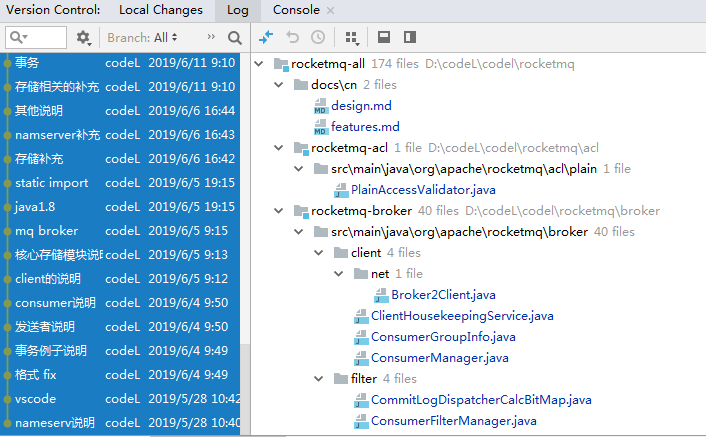 Version Control: Local Changes Log Console
Branch: All
事务 codeL 2019/6/11 9:10
存储相关的补充 codeL 2019/6/11 9:10
其他说明 codeL 2019/6/6 16:44
namserver补充 codeL 2019/6/6 16:43
存储补充 codeL 2019/6/6 16:42
static import codeL 2019/6/5 19:15
java1.8 codeL 2019/6/5 19:15
mq broker codeL 2019/6/5 9:15
核心存储模块说明 codeL 2019/6/5 9:13
client的说明 codeL 2019/6/5 9:12
consumer说明 codeL 2019/6/4 9:50
发送者说明 codeL 2019/6/4 9:50
事务例子说明 codeL 2019/6/4 9:49
格式 fix codeL 2019/6/4 9:49
vscode codeL 2019/5/28 10:42
nameserv说明 codeL 2019/5/28 10:40
rocketmq-all 174 files D:\codeL\codel\rocketmq
docs\cn 2 files
MD design.md
MD features.md
rocketmq-acl 1 file D:\codeL\codel\rocketmq\acl
src\main\java\org\apache\rocketmq\acl\plain 1 file
J PlainAccessValidator.java
rocketmq-broker 40 files D:\codeL\codel\rocketmq\broker
src\main\java\org\apache\rocketmq\broker 40 files
client 4 files
net 1 file
J Broker2Client.java
J ClientHousekeepingService.java
J ConsumerGroupInfo.java
J ConsumerManager.java
filter 4 files
J CommitLogDispatcherCalcBitMap.java
J ConsumerFilterManager.java